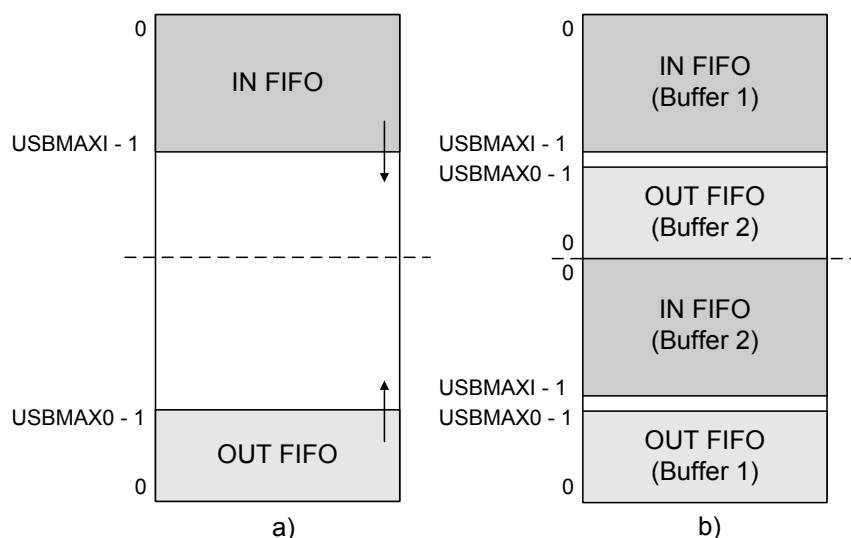 0
IN FIFO
USBMAXI - 1
USBMAX0 - 1
OUT FIFO
0
a)
0
IN FIFO
(Buffer 1)
USBMAXI - 1
USBMAX0 - 1
OUT FIFO
(Buffer 2)
0
0
IN FIFO
(Buffer 2)
USBMAXI - 1
USBMAX0 - 1
OUT FIFO
(Buffer 1)
0
b)